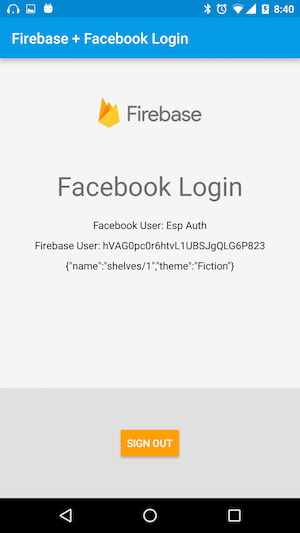 8:40
Firebase + Facebook Login
Firebase
Facebook Login
Facebook User: Esp Auth
Firebase User: hVAG0pc0r6htvL1UBSJgQLG6P823
{"name":"shelves/1","theme":"Fiction"}
SIGN OUT